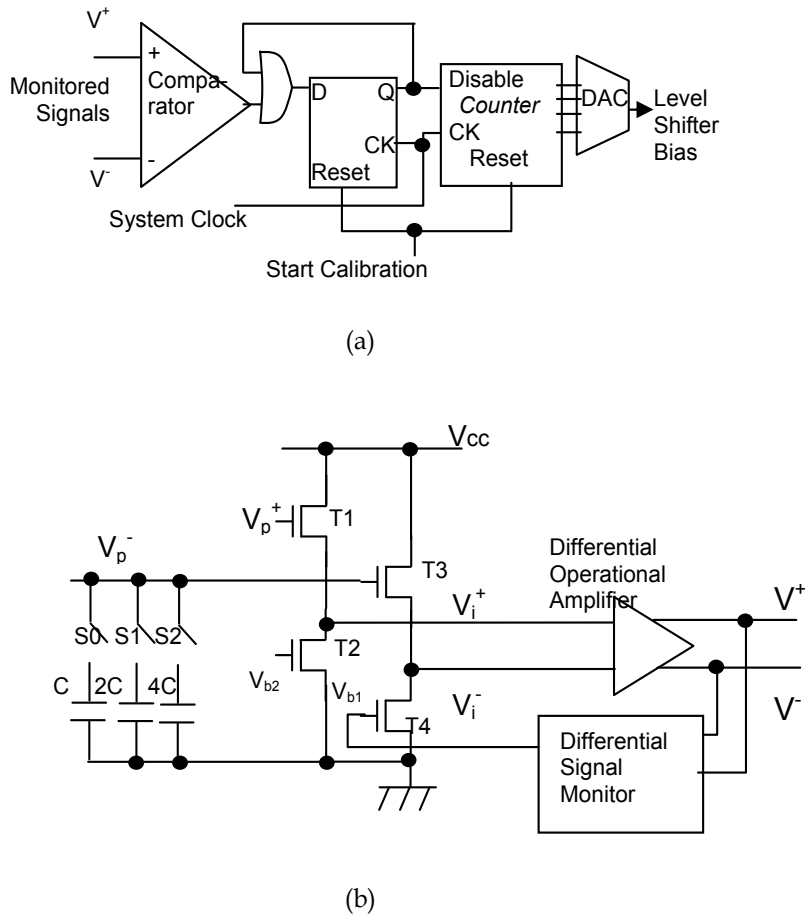 V+
Monitored
Signals
V-
+
Compa-
rator
-
D
Q
CK
Reset
Disable
Counter
CK
Reset
DAC
Level
Shifter
Bias
System Clock
Start Calibration
(a)
Vcc
Vp+
T1
Vp-
T3
Differential
Operational
Amplifier
V+
Vi+
S0 S1 S2
T2
Vb2
Vb1
Vi-
V-
C 2C 4C
T4
Differential
Signal
Monitor
(b)